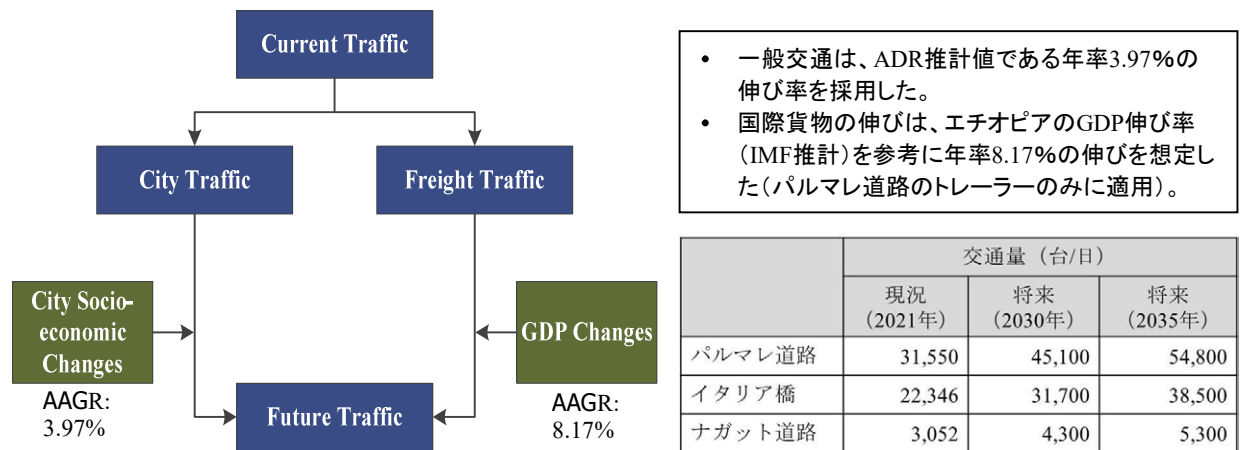 Current Traffic
City Traffic
Freight Traffic
City Socio-
economic
Changes
AAGR:
3.97%
GDP Changes
AAGR:
8.17%
Future Traffic
• 一般交通は、ADR推計値である年率3.97%の
伸び率を採用した。
• 国際貨物の伸びは、エチオピアのGDP伸び率
（IMF推計）を参考に年率8.17%の伸びを想定し
た（パルマレ道路のトレーラーのみに適用）。
交通量（台/日）
現況 将来 将来
（2021年） （2030年） （2035年）
パルマレ道路 31,550 45,100 54,800
イタリア橋 22,346 31,700 38,500
ナガット道路 3,052 4,300 5,300